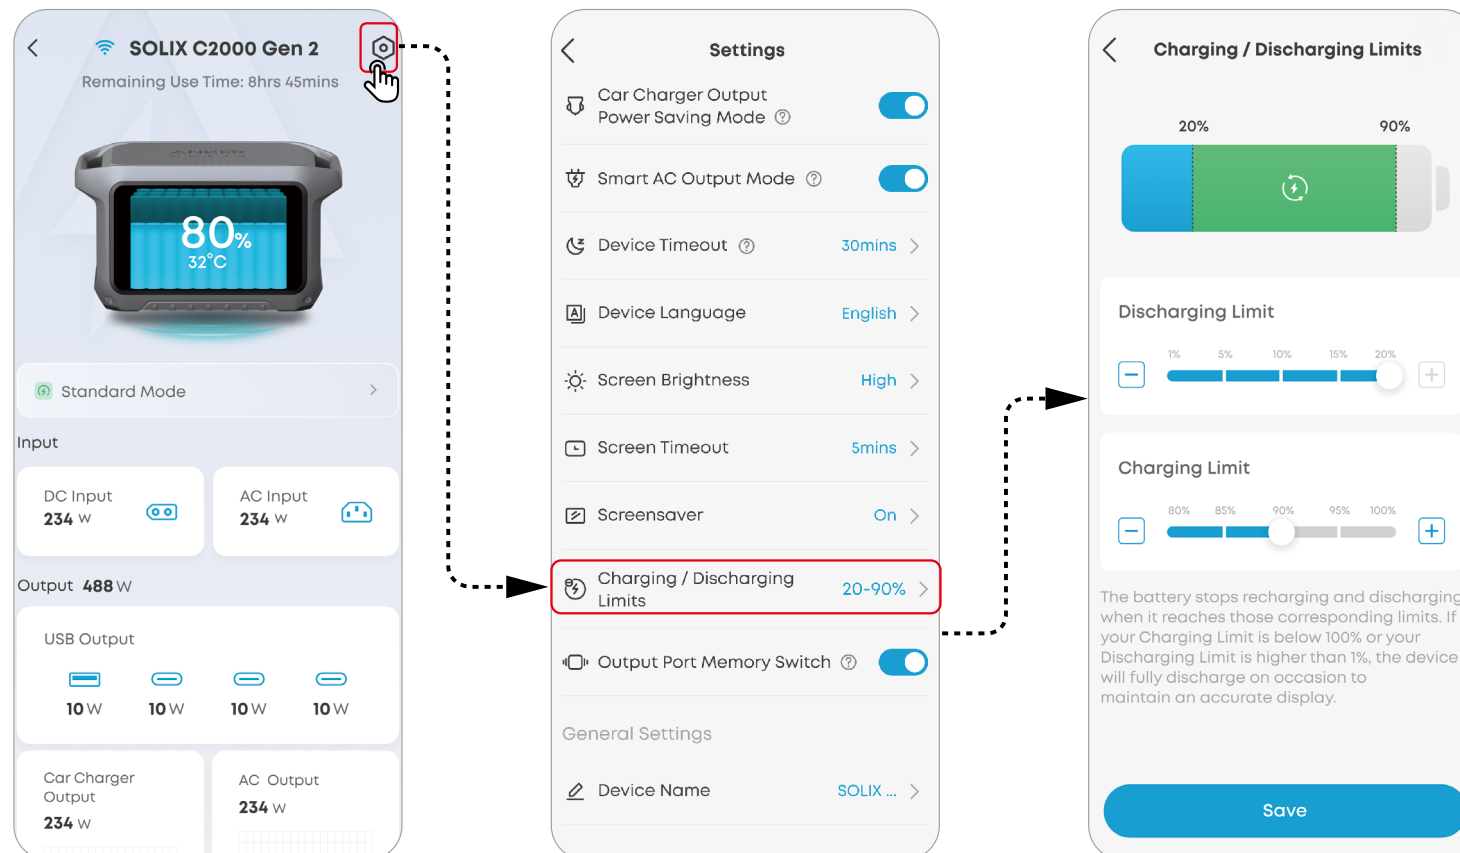 SOLIX C2000 Gen 2
Remaining Use Time: 8hrs 45mins
ANKER
80%
32°C
Standard Mode
Input
DC Input
234 W
AC Input
234 W
Output 488 W
USB Output
10 W
10 W
10 W
10 W
Car Charger
Output
234 W
AC Output
234 W
Settings
Car Charger Output
Power Saving Mode ?
Smart AC Output Mode ?
Device Timeout ? 30mins
Device Language English
Screen Brightness High
Screen Timeout 5mins
Screensaver On
Charging / Discharging
Limits 20-90%
Output Port Memory Switch ?
General Settings
Device Name SOLIX ...
Charging / Discharging Limits
20% 90%
Discharging Limit
1% 5% 10% 15% 20%
Charging Limit
80% 85% 90% 95% 100%
The battery stops recharging and discharging
when it reaches those corresponding limits. If
your Charging Limit is below 100% or your
Discharging Limit is higher than 1%, the device
will fully discharge on occasion to
maintain an accurate display.
Save